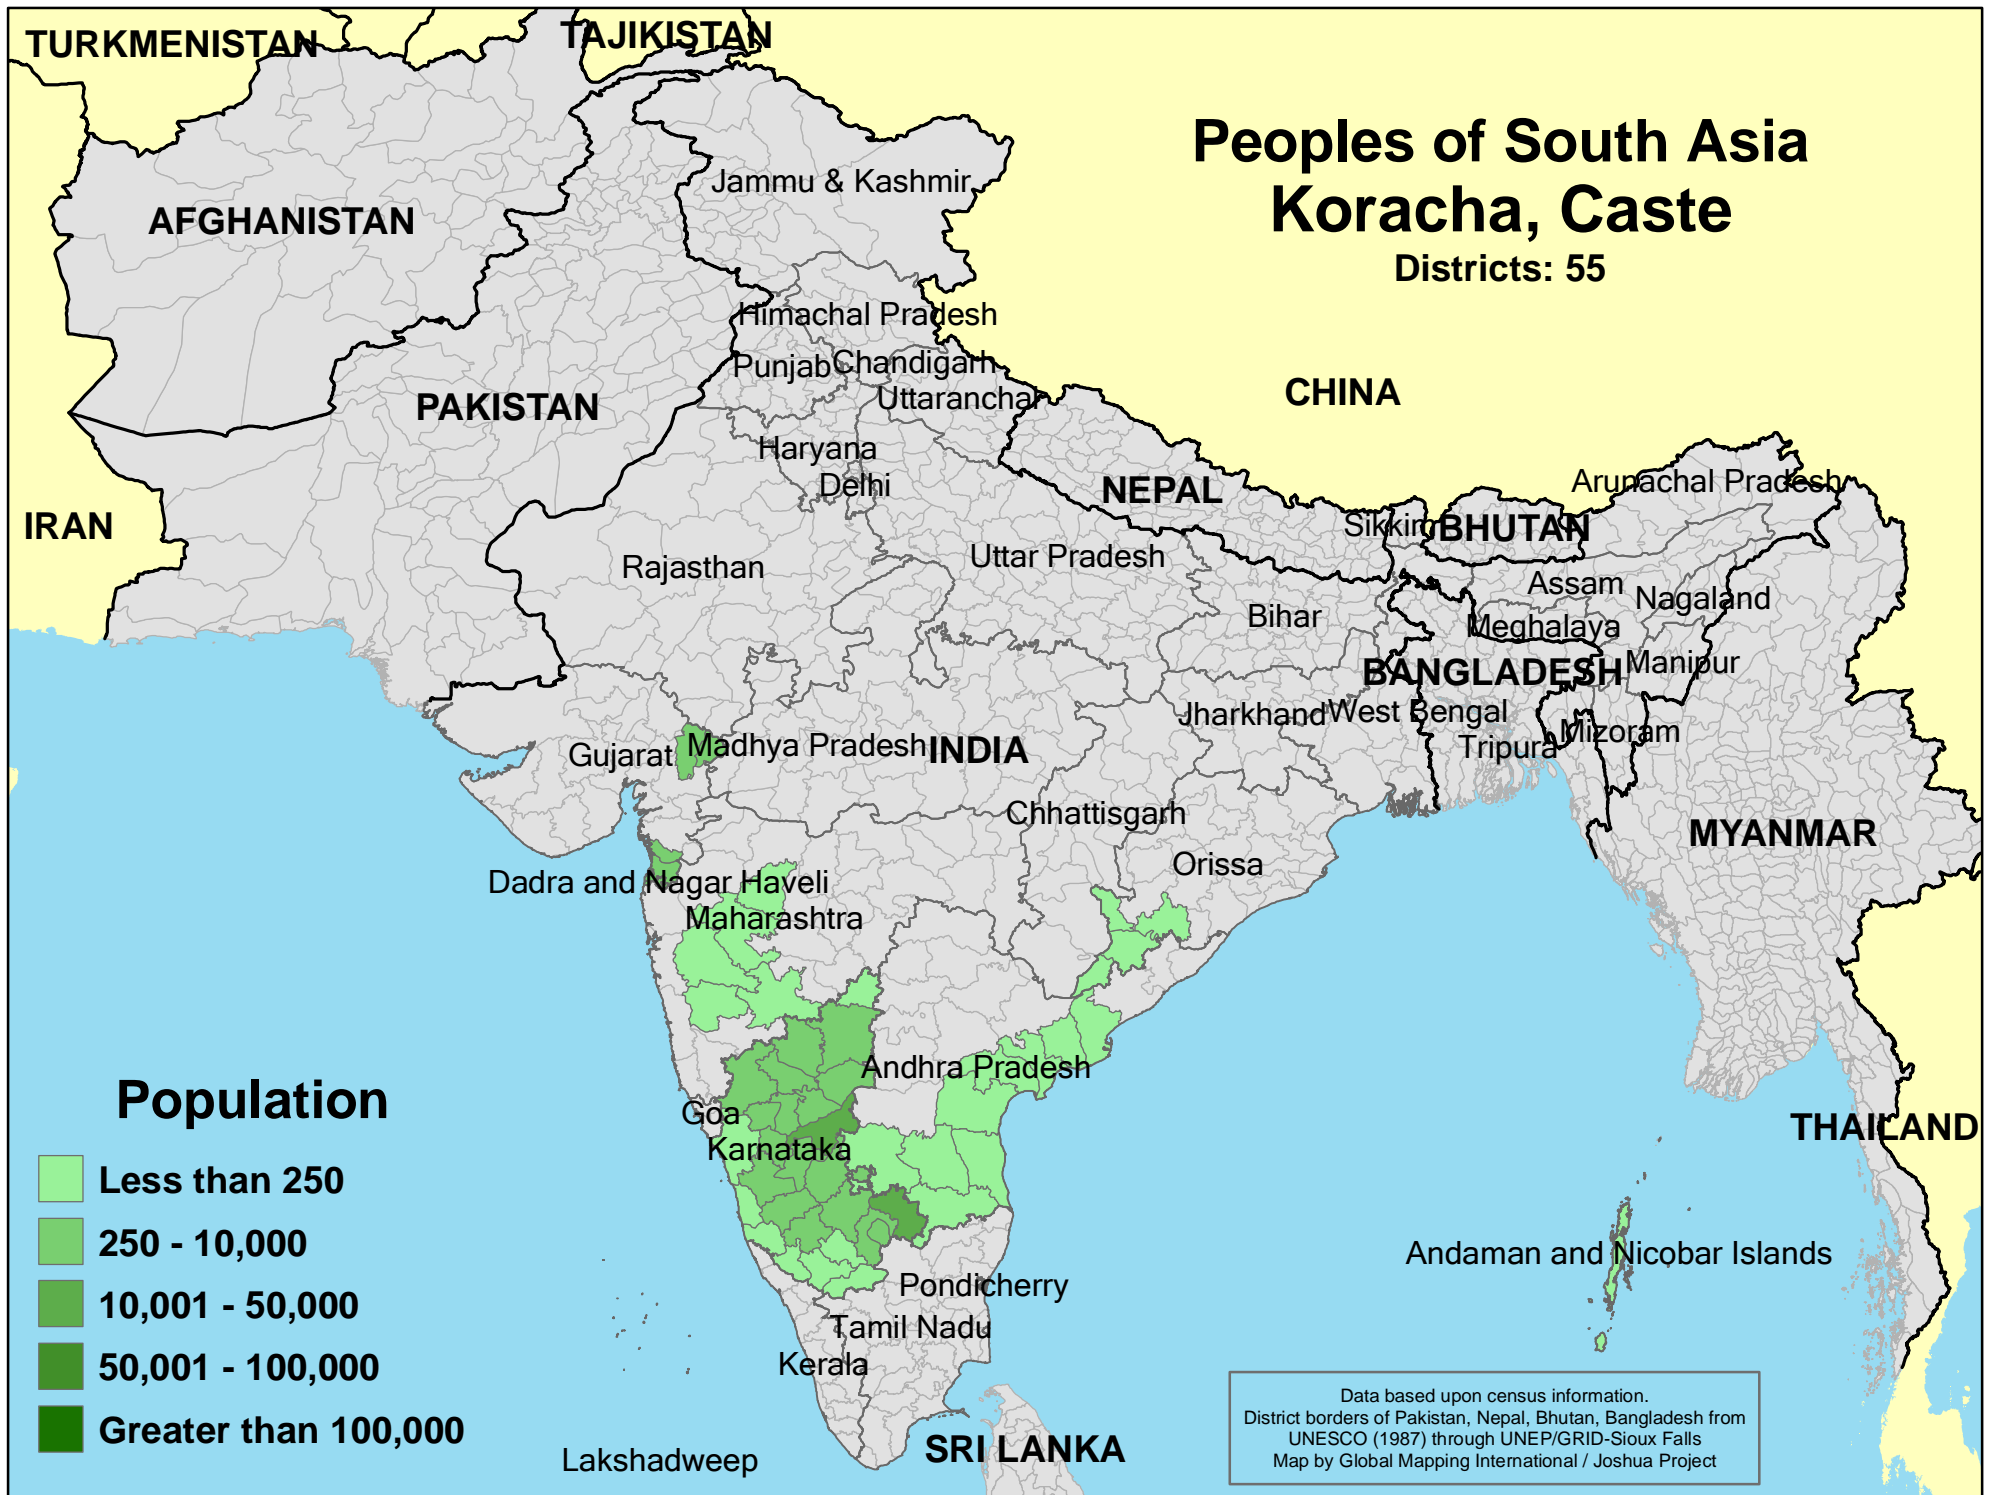 TURKMENISTAN
TAJIKISTAN
Peoples of South Asia
Koracha, Caste
Districts: 55
Jammu & Kashmir
AFGHANISTAN
Himachal Pradesh
Punjab
Chandigarh
CHINA
Uttaranchal
PAKISTAN
Haryana
Delhi
NEPAL
Arunachal Pradesh
IRAN
Sikkim
BHUTAN
Uttar Pradesh
Rajasthan
Assam
Nagaland
Bihar
Meghalaya
BANGLADESH
Manipur
Jharkhand
West Bengal
Mizoram
Tripura
Gujarat
Madhya Pradesh
INDIA
Chhattisgarh
MYANMAR
Orissa
Dadra and Nagar Haveli
Maharashtra
Andhra Pradesh
Goa
Karnataka
THAILAND
Andaman and Nicobar Islands
Pondicherry
Tamil Nadu
Kerala
SRI LANKA
Lakshadweep
Population
Less than 250
250 - 10,000
10,001 - 50,000
50,001 - 100,000
Greater than 100,000
Data based upon census information.
District borders of Pakistan, Nepal, Bhutan, Bangladesh from
UNESCO (1987) through UNEP/GRID-Sioux Falls
Map by Global Mapping International / Joshua Project